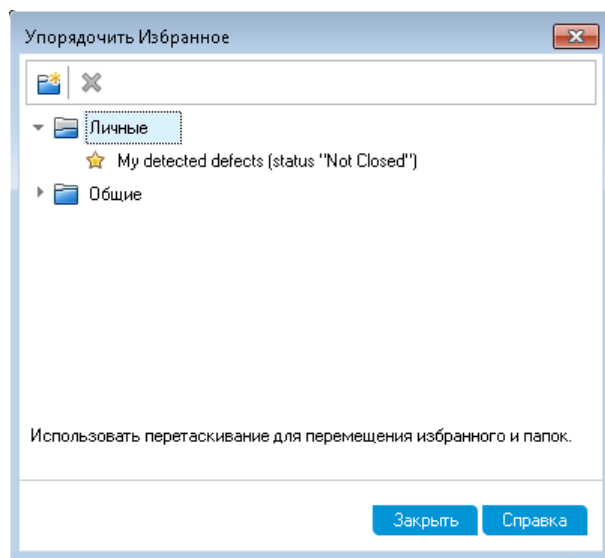 Упорядочить Избранное
Личные
My detected defects (status "Not Closed")
Общие
Использовать перетаскивание для перемещения избранного и папок.
Закрыть Справка